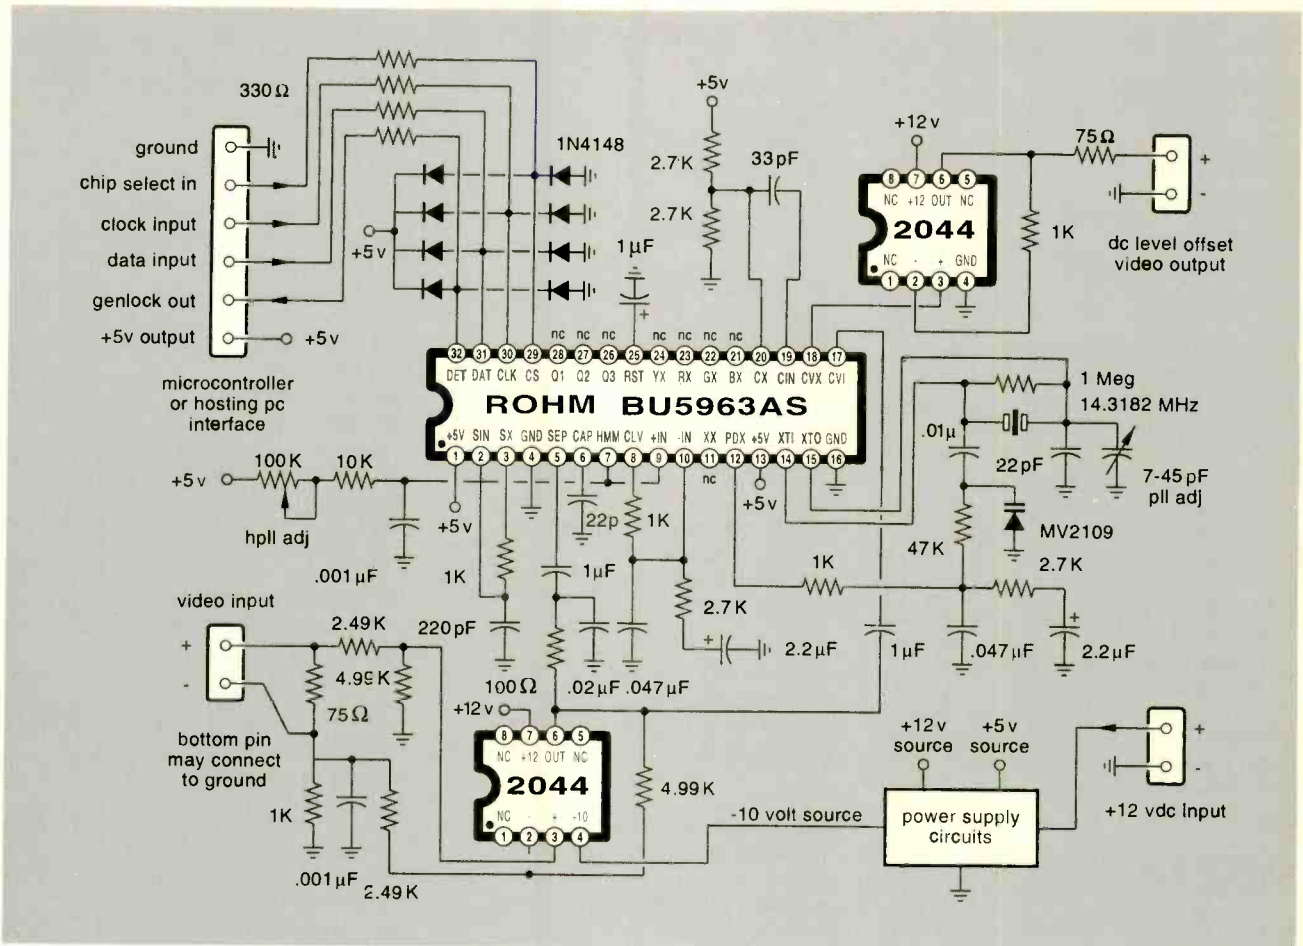 330Ω
ground
chip select in
clock input
data input
genlock out
+5v output
+5v
microcontroller
or hosting pc
interface
1N4148
+5v
1µF
+
+5v
2.7K
33pF
2.7K
+12v
8 7 6 5
NC +12 OUT NC
2044
NC - + GND
1 2 3 4
75Ω
+
-
1K
dc level offset
video output
nc nc nc nc nc nc nc
32 31 30 29 28 27 26 25 24 23 22 21 20 19 18 17
DET DAT CLK CS Q1 Q2 Q3 RST YX RX GX BX CX CIN CVX CVI
ROHM BU5963AS
+5V SIN SX GND SEP CAP HMM CLV +IN -IN XX PDX +5V XTI XTO GND
1 2 3 4 5 6 7 8 9 10 11 12 13 14 15 16
nc
+5v
+5v
1 Meg
14.3182 MHz
.01µ
22pF
7-45pF
pll adj
MV2109
47K
2.7K
1K
+
.047µF
2.2µF
+5v
100K
10K
hpll adj
.001µF
1K
220pF
22p
1K
1µF
2.7K
+
2.2µF
1µF
100Ω
.02µF
.047µF
video input
+
-
2.49K
4.99K
75Ω
bottom pin
may connect
to ground
1K
.001µF
2.49K
+12v
8 7 6 5
NC +12 OUT NC
2044
NC - + -10
1 2 3 4
4.99K
-10 volt source
+12v
source
+5v
source
power supply
circuits
+
-
+12 vdc input